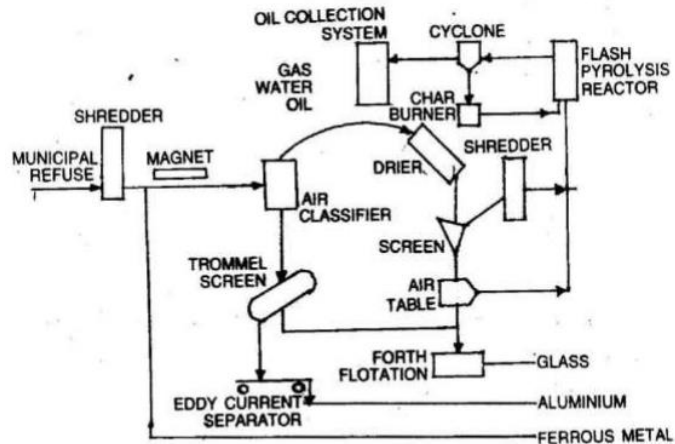 OIL COLLECTION
SYSTEM
CYCLONE
GAS
WATER
OIL
FLASH
PYROLYSIS
REACTOR
CHAR
BURNER
SHREDDER
MUNICIPAL
REFUSE
MAGNET
DRIER
SHREDDER
AIR
CLASSIFIER
SCREEN
TROMMEL
SCREEN
AIR
TABLE
FORTH
FLOTATION
GLASS
EDDY CURRENT
SEPARATOR
ALUMINIUM
FERROUS METAL